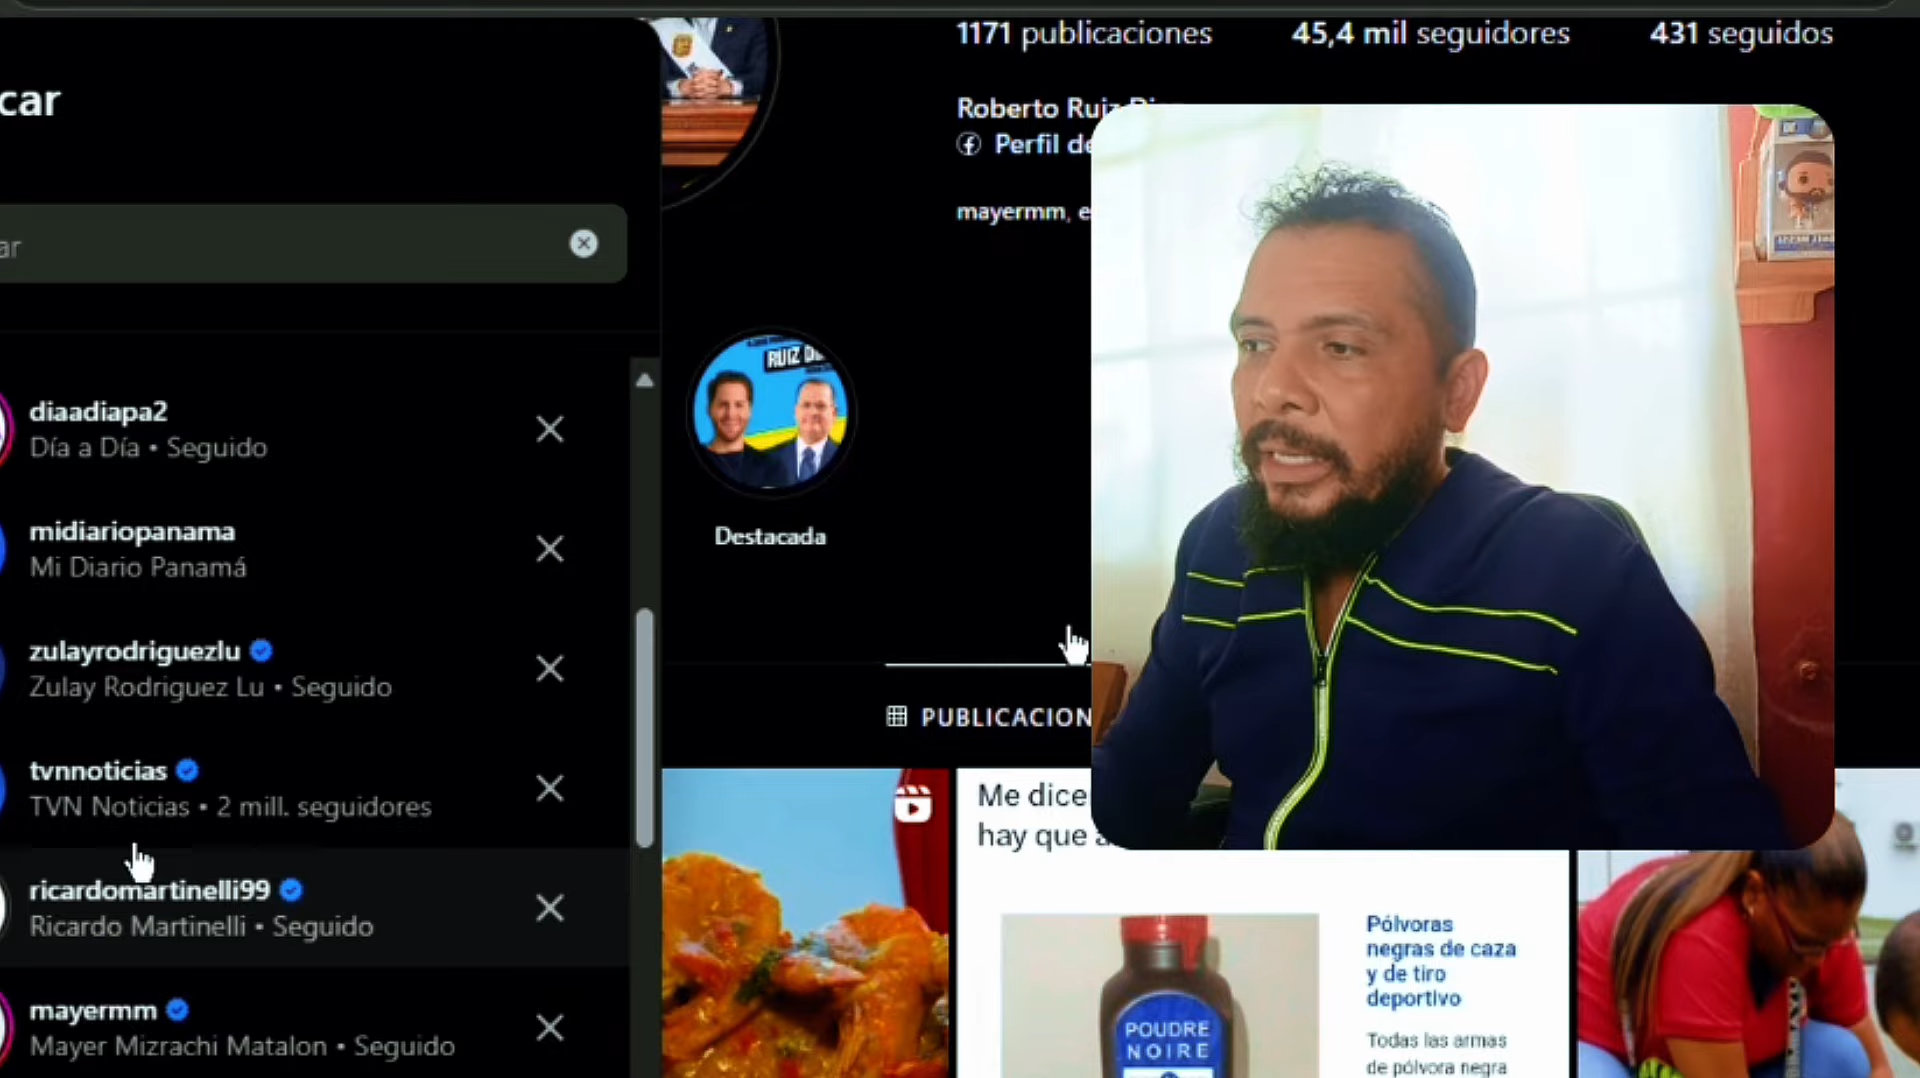 1171 publicaciones 45,4 mil seguidores 431 seguidos
car
Roberto Ruiz
Perfil de
mayermm, e
ar
RUIZ
diaadiapa2
Día a Día • Seguido
Destacada
midiariopanama
Mi Diario Panamá
zulayrodriguezlu
Zulay Rodriguez Lu • Seguido
PUBLICACION
tvnnoticias
TVN Noticias • 2 mill. seguidores
Me dice
hay que a
ricardomartinelli99
Ricardo Martinelli • Seguido
Pólvoras
negras de caza
y de tiro
deportivo
mayermm
Mayer Mizrachi Matalon • Seguido
POUDRE
NOIRE
Todas las armas
de pólvora negra